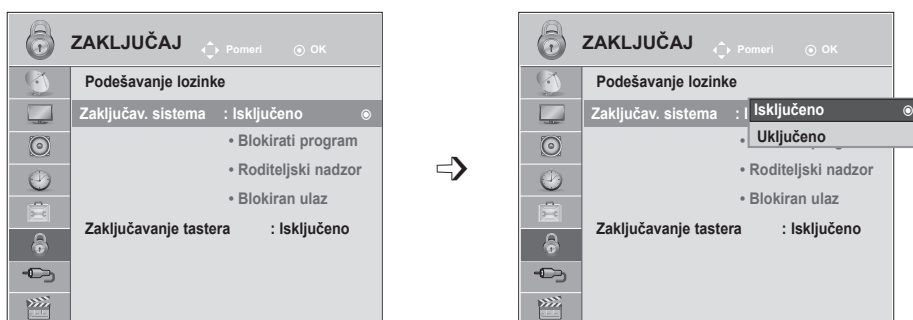 ZAKLJUČAJ
Pomeri OK
Podešavanje lozinke
Zaključav. sistema : Isključeno
• Blokirati program
• Roditeljski nadzor
• Blokiran ulaz
Zaključavanje tastera : Isključeno
ZAKLJUČAJ
Pomeri OK
Podešavanje lozinke
Zaključav. sistema :
Isključeno
Uključeno
• Roditeljski nadzor
• Blokiran ulaz
Zaključavanje tastera : Isključeno